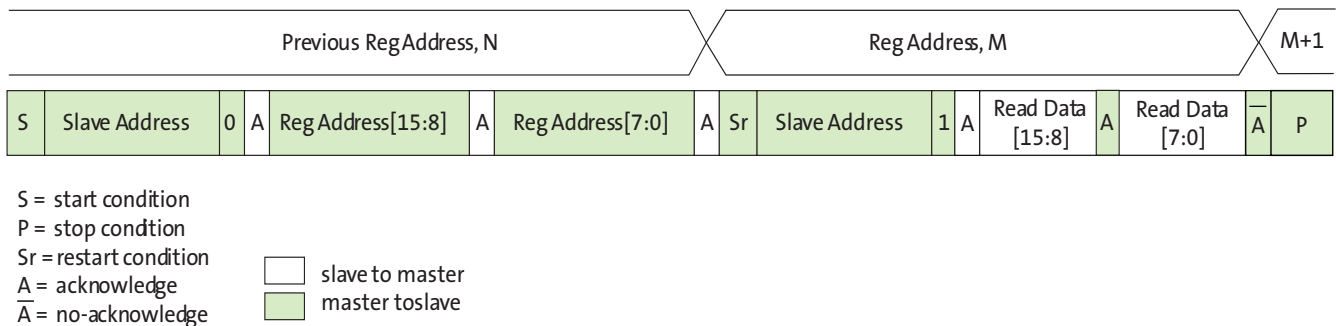 Previous Reg Address, N Reg Address, M M+1
S Slave Address 0 A Reg Address[15:8] A Reg Address[7:0] A Sr Slave Address 1 A Read Data [15:8] A Read Data [7:0] A̅ P
S = start condition
P = stop condition
Sr = restart condition
A = acknowledge
A̅ = no-acknowledge
slave to master
master toslave